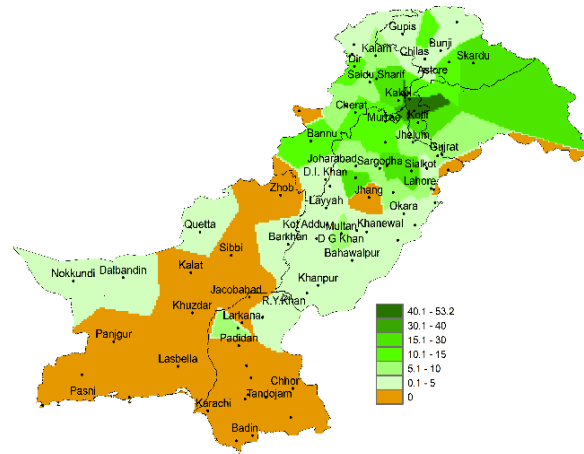 Gupis
Bunji
Kalam
Chilas
Skardu
Dir
Astore
Saidu Sharif
Kakul
Cherat
Kotli
Murree
Bannu
Jhelum
Gujrat
Joharabad
Sargodha
Sialkot
D.I. Khan
Lahore
Zhob
Jhang
Layyah
Okara
Quetta
Kot Addu
Multan
Khanewal
Barkhan
D G Khan
Sibbi
Bahawalpur
Nokkundi
Dalbandin
Kalat
Khanpur
Jacobabad
R.Y.Khan
Khuzdar
Larkana
40.1 - 53.2
30.1 - 40
Panjgur
Padidan
15.1 - 30
10.1 - 15
Lasbella
5.1 - 10
Pasni
Chhor
0.1 - 5
Tandojam
0
Karachi
Badin